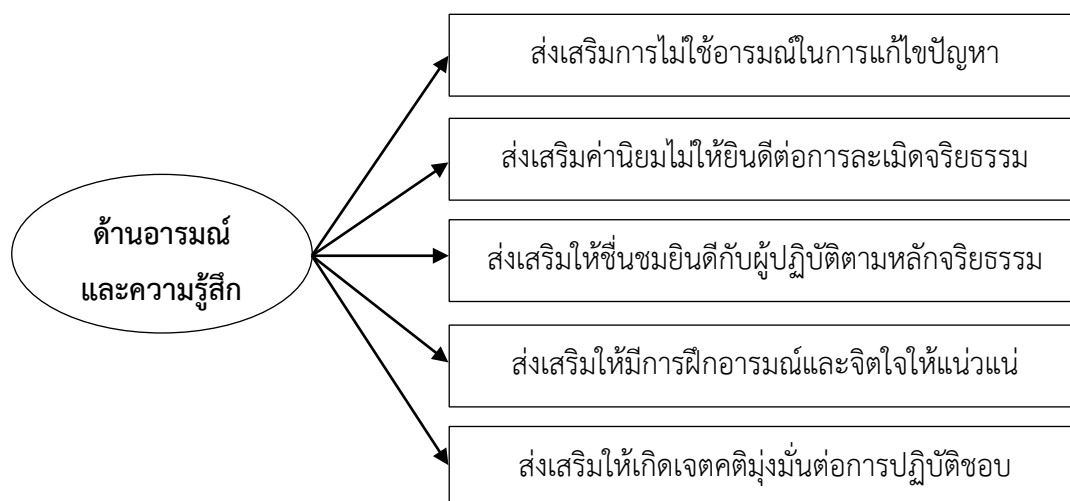 ส่งเสริมการไม่ใช้อารมณ์ในการแก้ไขปัญหา
ส่งเสริมค่านิยมไม่ให้ยินดีต่อการละเมิดจริยธรรม
ด้านอารมณ์
และความรู้สึก
ส่งเสริมให้ชื่นชมยินดีกับผู้ปฏิบัติตามหลักจริยธรรม
ส่งเสริมให้มีการฝึกอารมณ์และจิตใจให้แน่วแน่
ส่งเสริมให้เกิดเจตคติมุ่งมั่นต่อการปฏิบัติชอบ